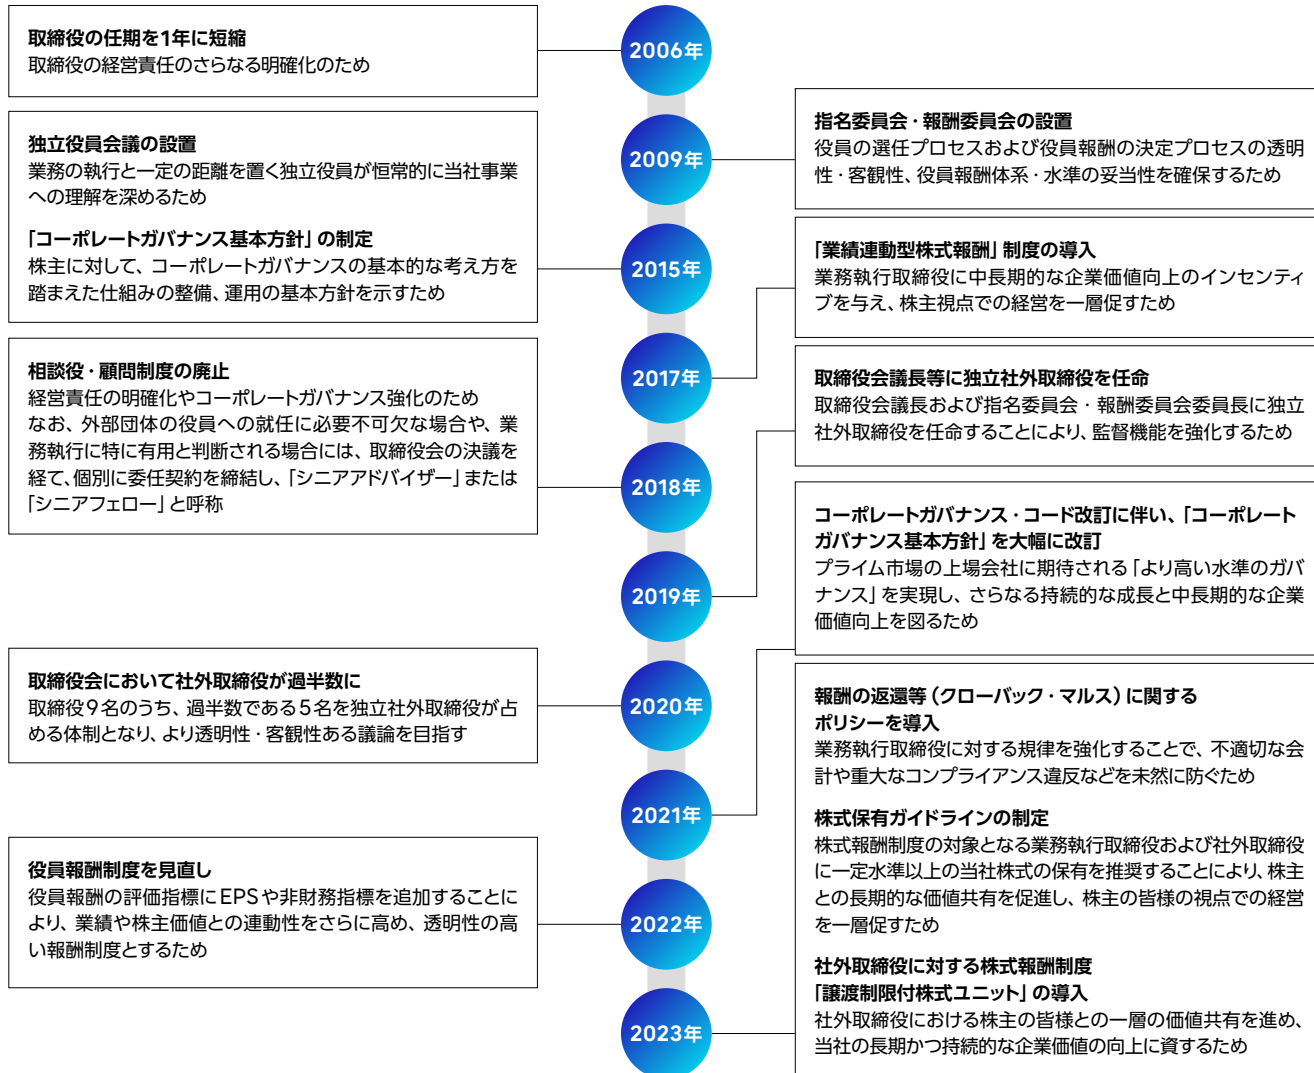 2006年
取締役の任期を1年に短縮
取締役の経営責任のさらなる明確化のため
2009年
指名委員会・報酬委員会の設置
役員の選任プロセスおよび役員報酬の決定プロセスの透明
性・客観性、役員報酬体系・水準の妥当性を確保するため
2015年
独立役員会議の設置
業務の執行と一定の距離を置く独立役員が恒常的に当社事業
への理解を深めるため
「コーポレートガバナンス基本方針」の制定
株主に対して、コーポレートガバナンスの基本的な考え方を
踏まえた仕組みの整備、運用の基本方針を示すため
2017年
「業績連動型株式報酬」制度の導入
業務執行取締役に中長期的な企業価値向上のインセンティ
ブを与え、株主視点での経営を一層促すため
2018年
相談役・顧問制度の廃止
経営責任の明確化やコーポレートガバナンス強化のため
なお、外部団体の役員への就任に必要不可欠な場合や、業
務執行に特に有用と判断される場合には、取締役会の決議を
経て、個別に委任契約を締結し、「シニアアドバイザー」または
「シニアフェロー」と呼称
2019年
取締役会議長等に独立社外取締役を任命
取締役会議長および指名委員会・報酬委員会委員長に独立
社外取締役を任命することにより、監督機能を強化するため
2020年
取締役会において社外取締役が過半数に
取締役9名のうち、過半数である5名を独立社外取締役が占
める体制となり、より透明性・客観性ある議論を目指す
2021年
コーポレートガバナンス・コード改訂に伴い、「コーポレート
ガバナンス基本方針」を大幅に改訂
プライム市場の上場会社に期待される「より高い水準のガバ
ナンス」を実現し、さらなる持続的な成長と中長期的な企業
価値向上を図るため
2022年
役員報酬制度を見直し
役員報酬の評価指標にEPSや非財務指標を追加することに
より、業績や株主価値との連動性をさらに高め、透明性の高
い報酬制度とするため
2023年
報酬の返還等（クローバック・マルス）に関する
ポリシーを導入
業務執行取締役に対する規律を強化することで、不適切な会
計や重大なコンプライアンス違反などを未然に防ぐため
株式保有ガイドラインの制定
株式報酬制度の対象となる業務執行取締役および社外取締役
に一定水準以上の当社株式の保有を推奨することにより、株主
との長期的な価値共有を促進し、株主の皆様の視点での経営
を一層促すため
社外取締役に対する株式報酬制度
「譲渡制限付株式ユニット」の導入
社外取締役における株主の皆様との一層の価値共有を進め、
当社の長期かつ持続的な企業価値の向上に資するため